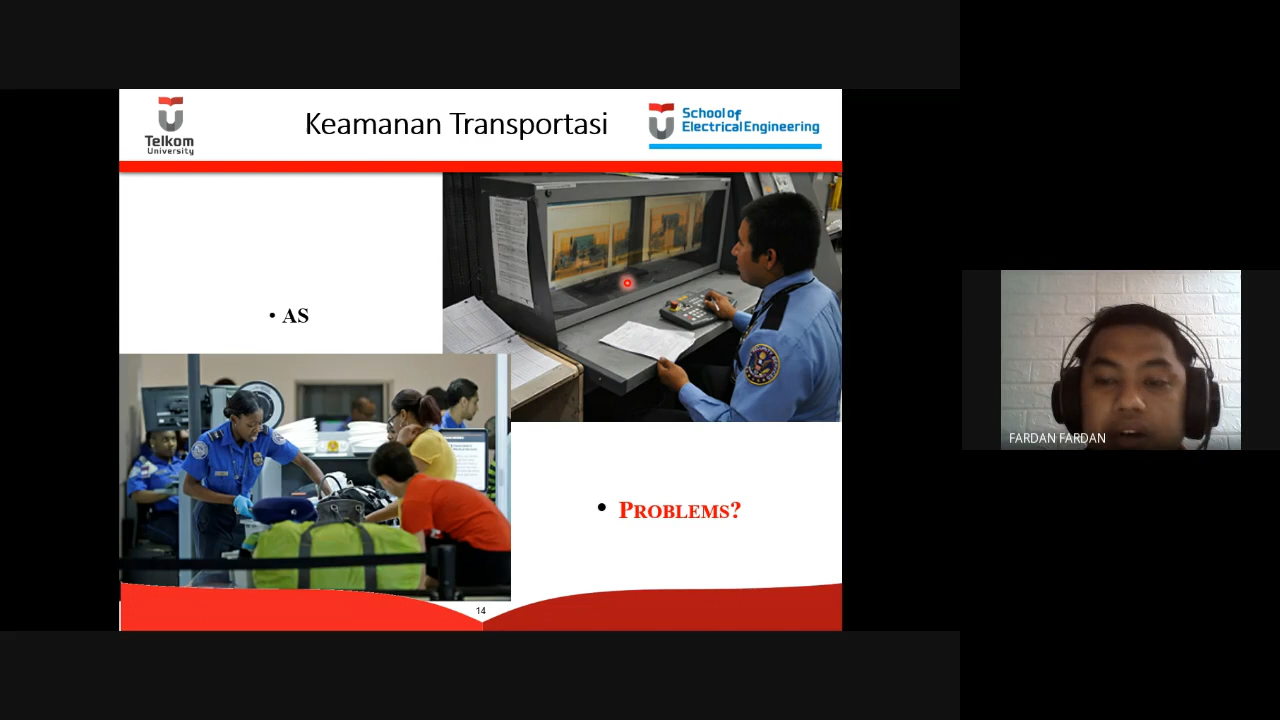 Telkom
University
Keamanan Transportasi
School of
Electrical Engineering
• AS
• PROBLEMS?
14
FARDAN FARDAN